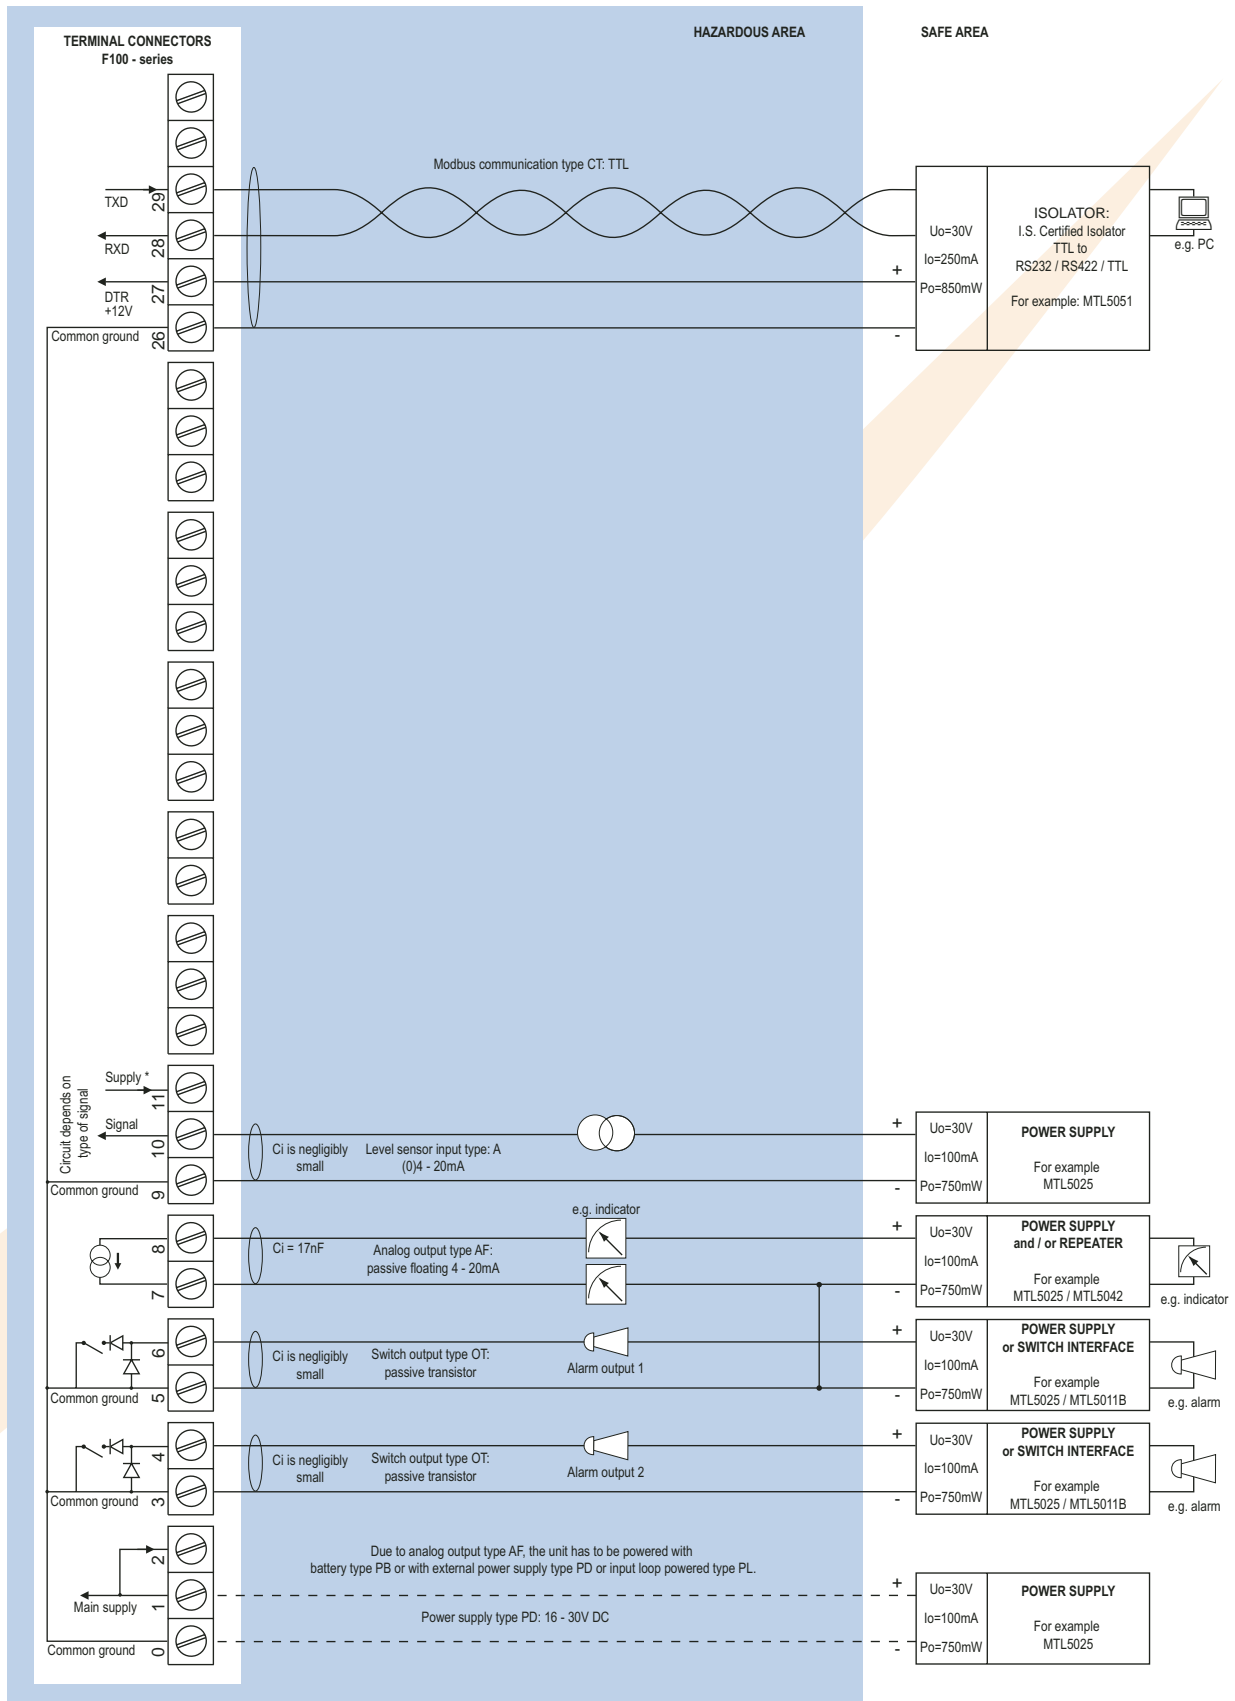 HAZARDOUS AREA
SAFE AREA
TERMINAL CONNECTORS
F100 - series
Modbus communication type CT: TTL
TXD
29
RXD
28
DTR
+12V
27
Common ground
26
+
-
Uo=30V
Io=250mA
Po=850mW
ISOLATOR:
I.S. Certified Isolator
TTL to
RS232 / RS422 / TTL
For example: MTL5051
e.g. PC
Circuit depends on
type of signal
Supply *
11
Signal
10
Common ground
9
Ci is negligibly
small
Level sensor input type: A
(0)4 - 20mA
+
-
Uo=30V
Io=100mA
Po=750mW
POWER SUPPLY
For example
MTL5025
8
7
Ci = 17nF
Analog output type AF:
passive floating 4 - 20mA
e.g. indicator
+
-
Uo=30V
Io=100mA
Po=750mW
POWER SUPPLY
and / or REPEATER
For example
MTL5025 / MTL5042
e.g. indicator
6
Common ground
5
Ci is negligibly
small
Switch output type OT:
passive transistor
Alarm output 1
+
-
Uo=30V
Io=100mA
Po=750mW
POWER SUPPLY
or SWITCH INTERFACE
For example
MTL5025 / MTL5011B
e.g. alarm
4
Common ground
3
Ci is negligibly
small
Switch output type OT:
passive transistor
Alarm output 2
+
-
Uo=30V
Io=100mA
Po=750mW
POWER SUPPLY
or SWITCH INTERFACE
For example
MTL5025 / MTL5011B
e.g. alarm
2
Main supply
1
Common ground
0
Due to analog output type AF, the unit has to be powered with
battery type PB or with external power supply type PD or input loop powered type PL.
Power supply type PD: 16 - 30V DC
+
-
Uo=30V
Io=100mA
Po=750mW
POWER SUPPLY
For example
MTL5025